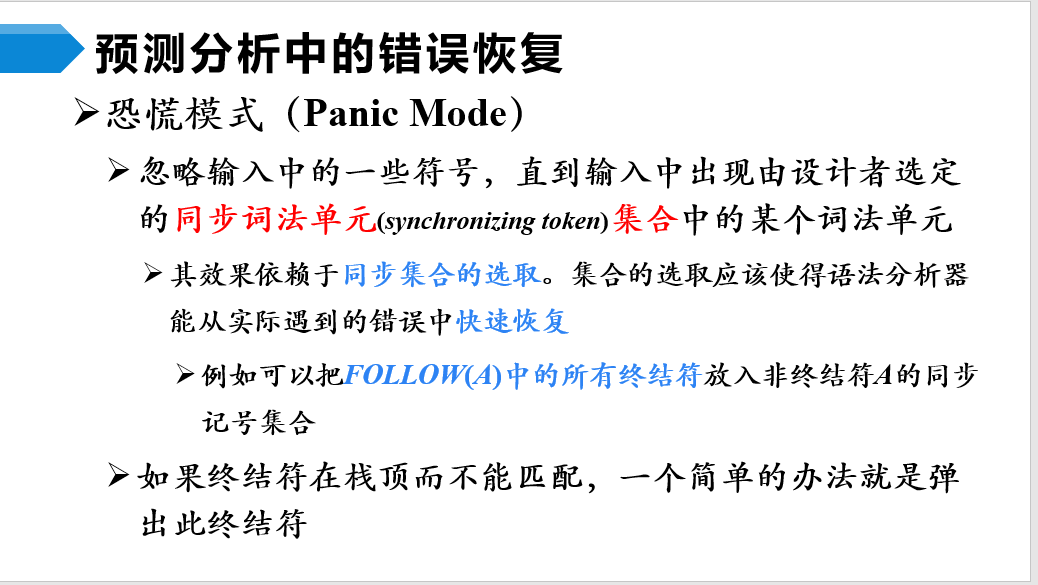 预测分析中的错误恢复
➢恐慌模式（Panic Mode）
➢忽略输入中的一些符号，直到输入中出现由设计者选定
的同步词法单元(synchronizing token)集合中的某个词法单元
➢其效果依赖于同步集合的选取。集合的选取应该使得语法分析器
能从实际遇到的错误中快速恢复
➢例如可以把FOLLOW(A)中的所有终结符放入非终结符A的同步
记号集合
➢如果终结符在栈顶而不能匹配，一个简单的办法就是弹
出此终结符